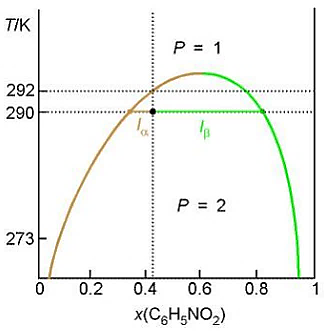 T/K
P = 1
292
290
lα
lβ
P = 2
273
0 0.2 0.4 0.6 0.8 1
x(C₆H₅NO₂)